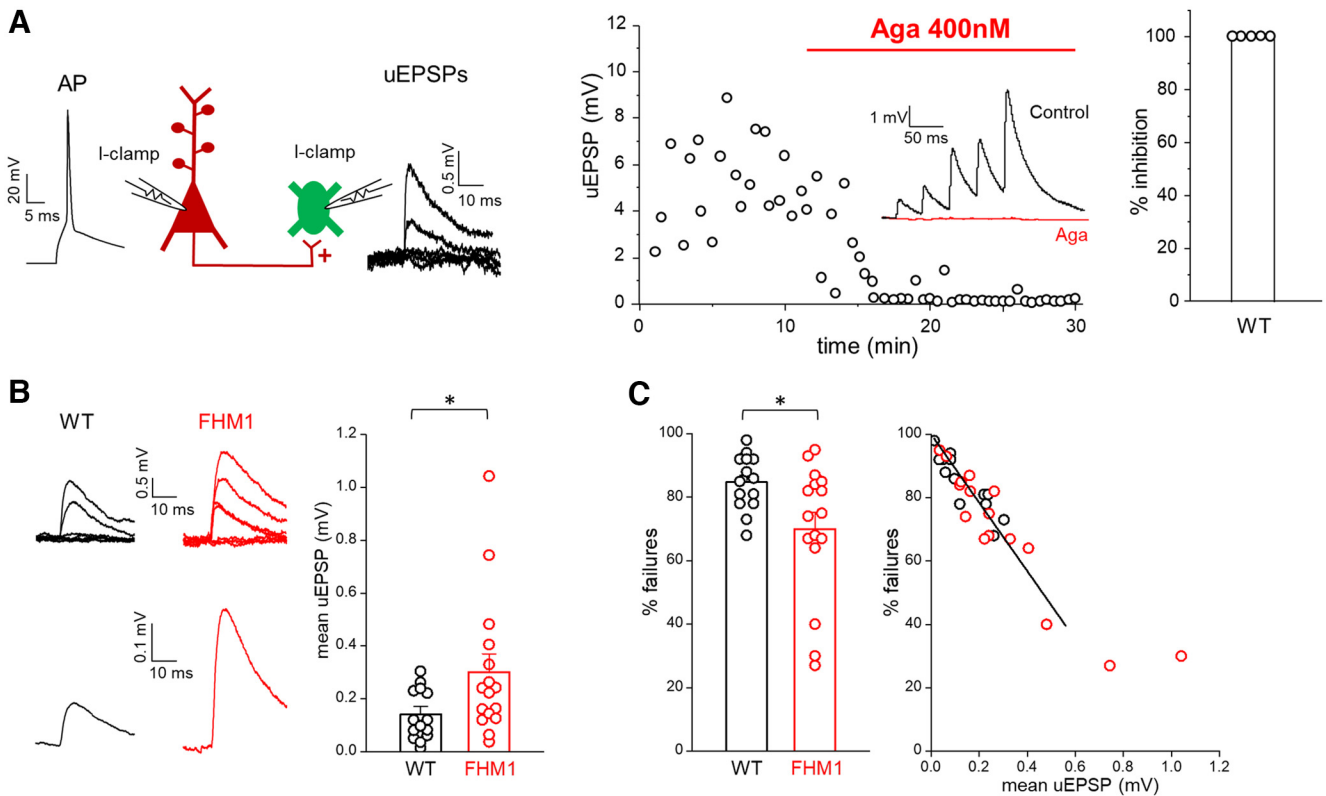 A
AP
20 mV
5 ms
I-clamp
I-clamp
+
uEPSPs
0.5 mV
10 ms
uEPSP (mV)
12
10
8
6
4
2
0
0
10
20
30
time (min)
Aga 400nM
1 mV
50 ms
Control
Aga
% inhibition
100
80
60
40
20
0
WT
B
WT
FHM1
0.5 mV
10 ms
0.1 mV
10 ms
mean uEPSP (mV)
1.2
1.0
0.8
0.6
0.4
0.2
0.0
*
WT
FHM1
C
% failures
100
80
60
40
20
0
*
WT
FHM1
% failures
100
80
60
40
20
0
0.0
0.2
0.4
0.6
0.8
1.0
1.2
mean uEPSP (mV)